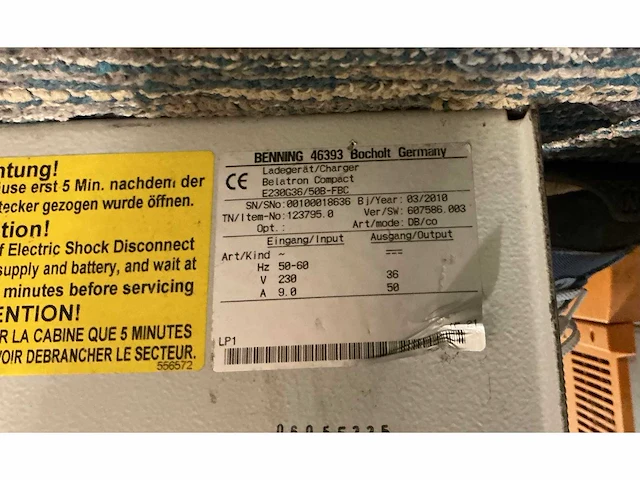 htung!
use erst 5 Min. nachdem der
tecker gezogen wurde öffnen.
tion!
f Electric Shock Disconnect
supply and battery, and wait at
minutes before servicing
ENTION!
R LA CABINE QUE 5 MINUTES
VOIR DEBRANCHER LE SECTEUR.
556572
BENNING 46393 Bocholt Germany
CE Ladegerät/Charger
Belatron Compact
E230G36/50B-FBC
SN/SNo: 00100018636 Bj/Year: 03/2010
TN/Item-No: 123795.0 Ver/SW: 607586.003
Opt.: Art/mode: DB/co
Eingang/Input Ausgang/Output
Art/Kind ~ ⎓
Hz 50-60
V 230 36
A 9.0 50
LP1
06055335